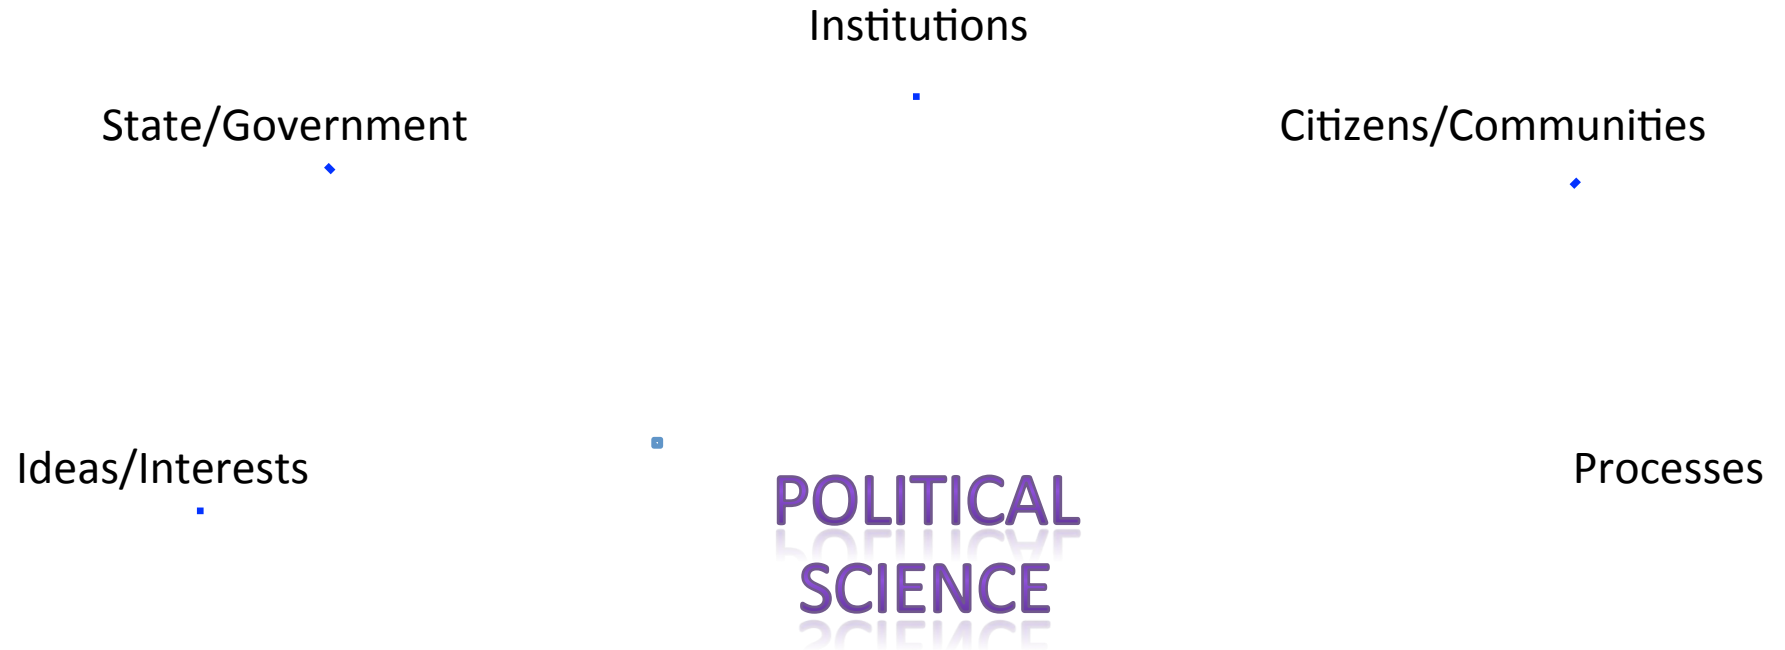 Institutions
State/Government
Citizens/Communities
Ideas/Interests
Processes
POLITICAL
SCIENCE